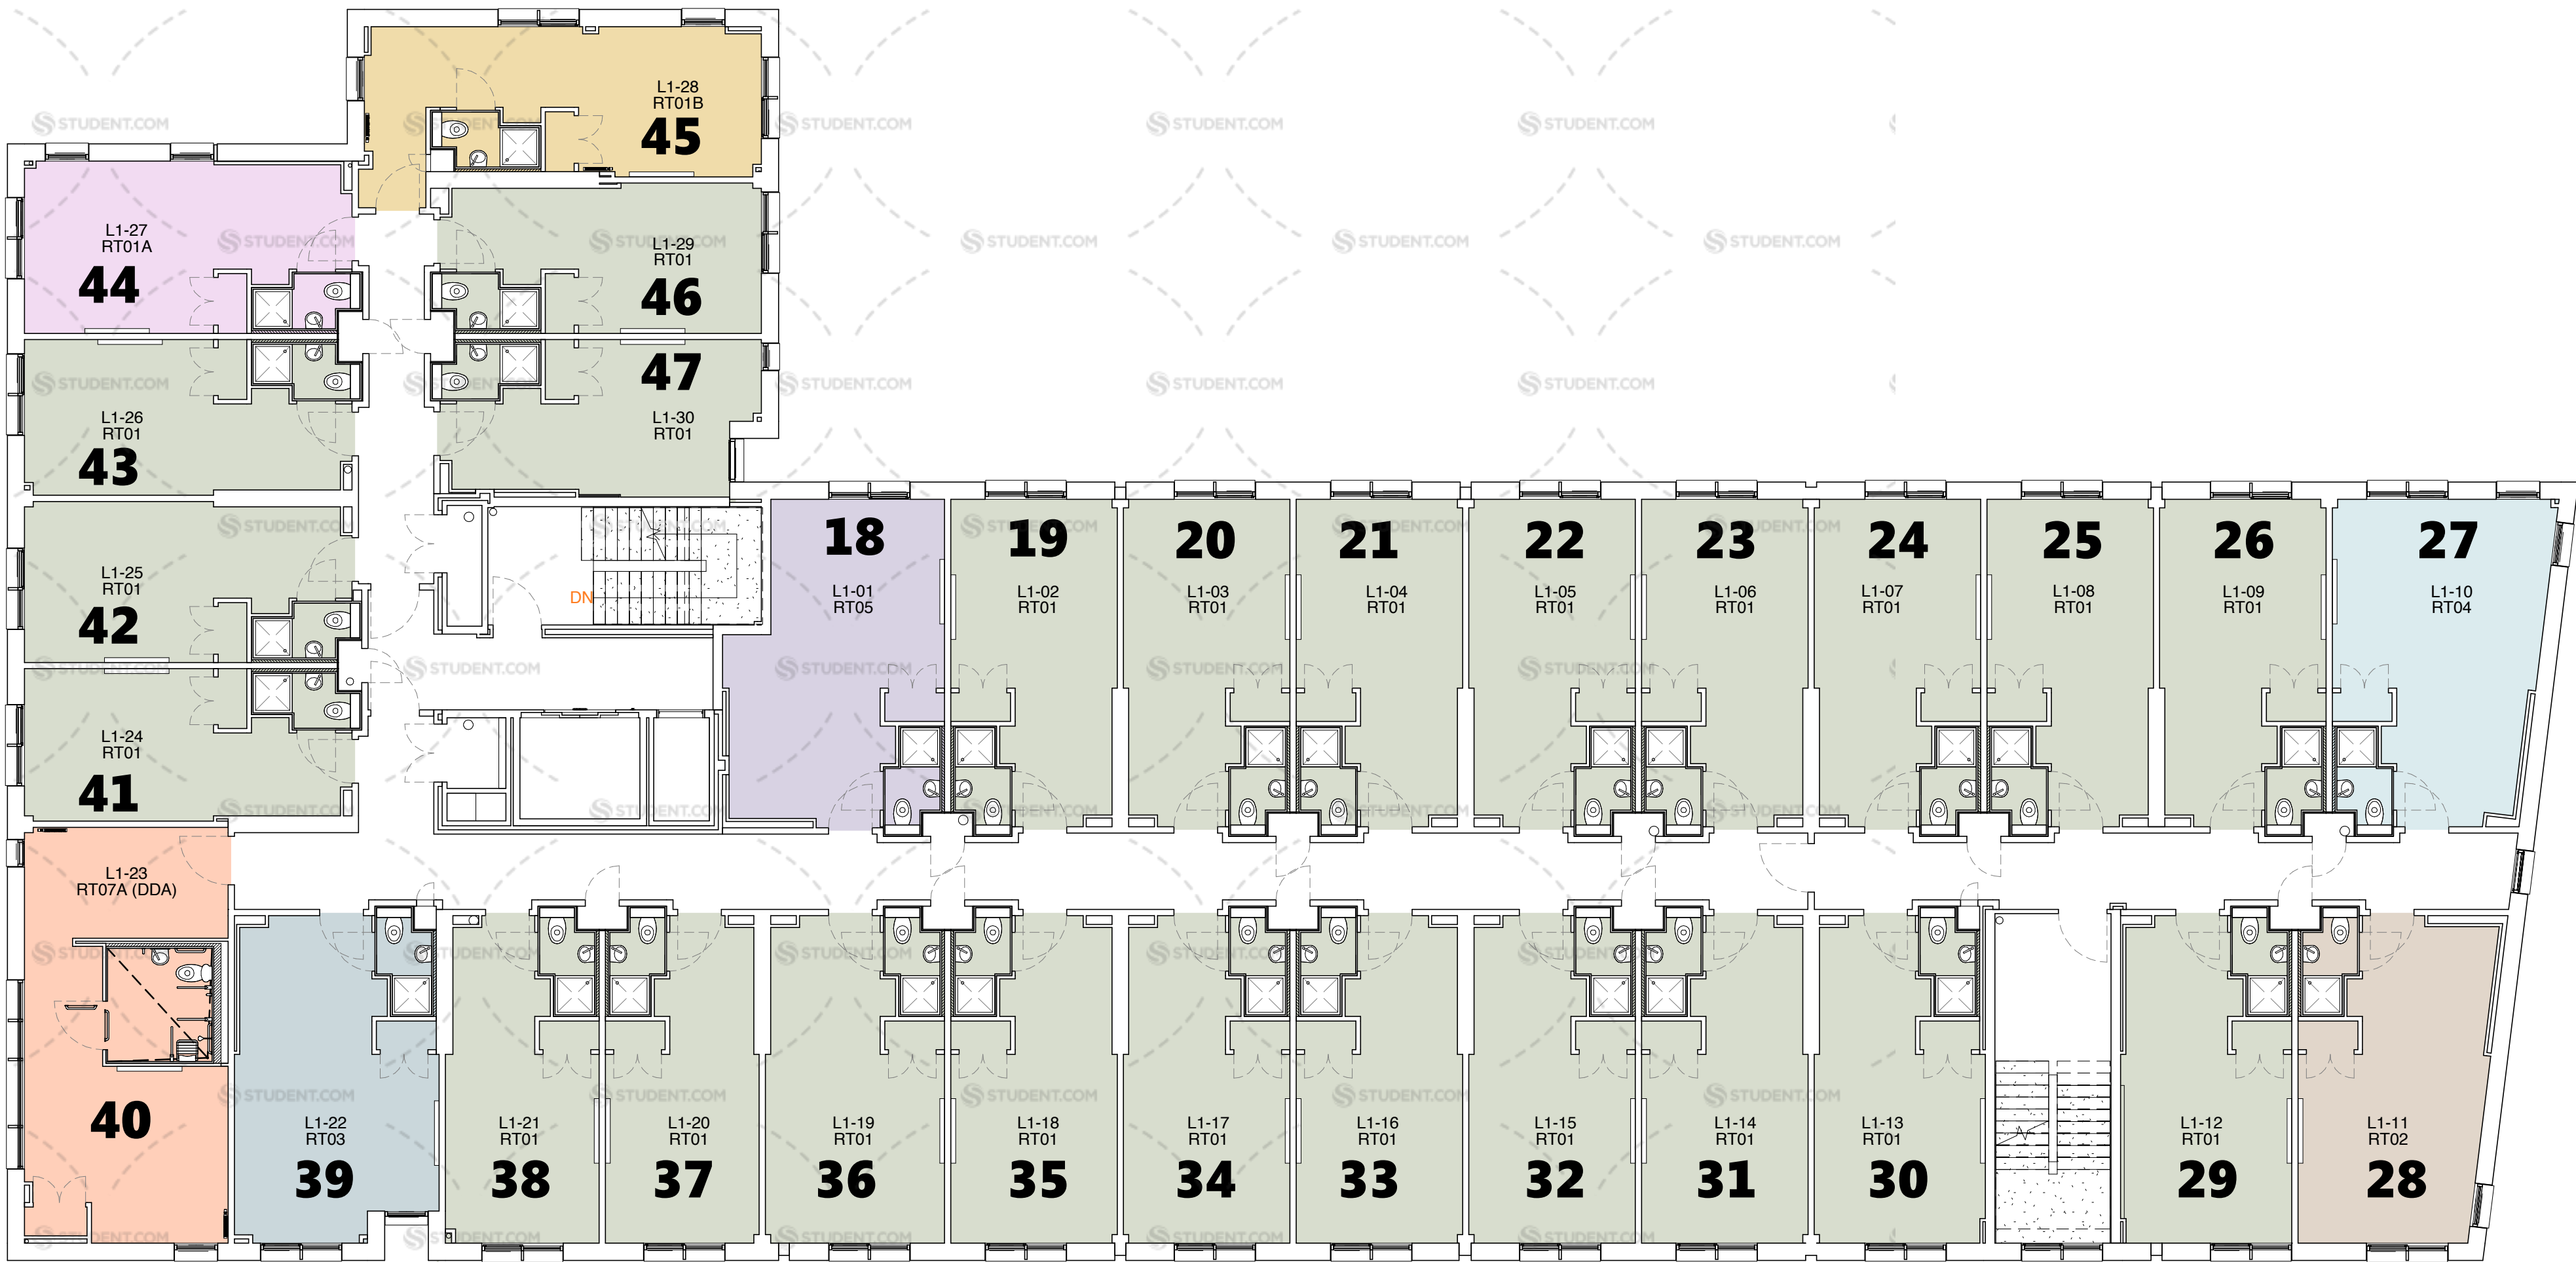 L1-28
RT01B
45
L1-27
RT01A
44
L1-29
RT01
46
47
L1-30
RT01
L1-26
RT01
43
L1-25
RT01
42
L1-24
RT01
41
DN
18
L1-01
RT05
19
L1-02
RT01
20
L1-03
RT01
21
L1-04
RT01
22
L1-05
RT01
23
L1-06
RT01
24
L1-07
RT01
25
L1-08
RT01
26
L1-09
RT01
27
L1-10
RT04
L1-23
RT07A (DDA)
40
L1-22
RT03
39
L1-21
RT01
38
L1-20
RT01
37
L1-19
RT01
36
L1-18
RT01
35
L1-17
RT01
34
L1-16
RT01
33
L1-15
RT01
32
L1-14
RT01
31
L1-13
RT01
30
L1-12
RT01
29
L1-11
RT02
28
STUDENT.COM